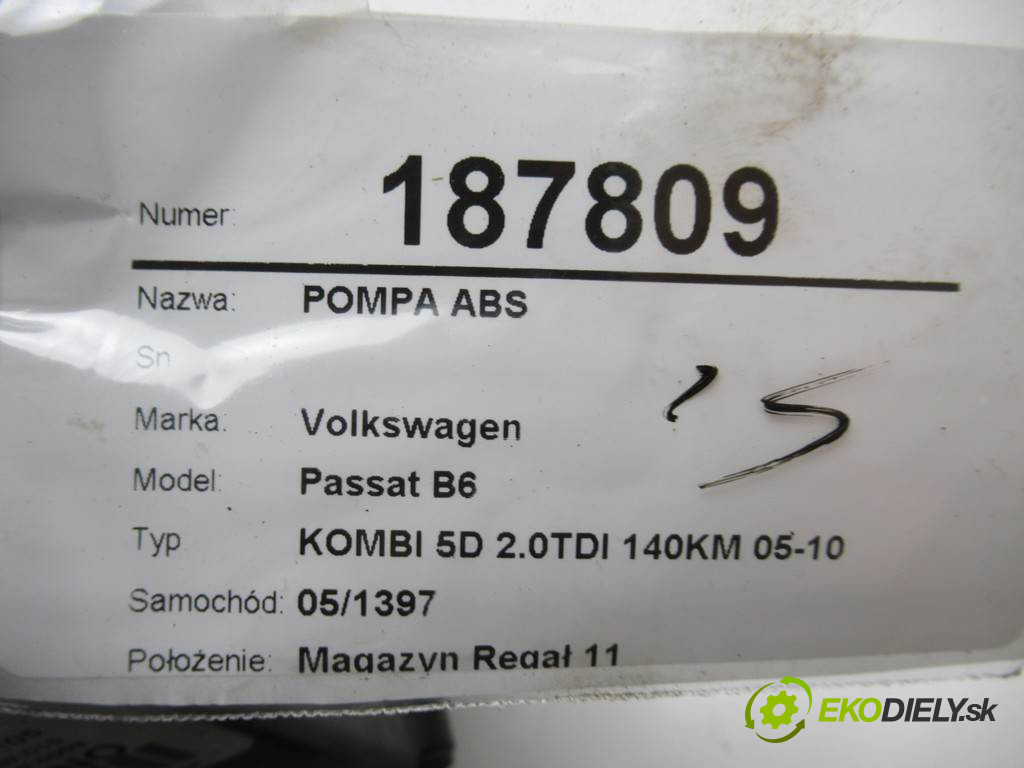 Numer: 187809
Nazwa: POMPA ABS
Sn
Marka: Volkswagen
Model: Passat B6
Typ KOMBI 5D 2.0TDI 140KM 05-10
Samochód: 05/1397
Położenie: Magazyn Regał 11
'5
EKODIELY.sk